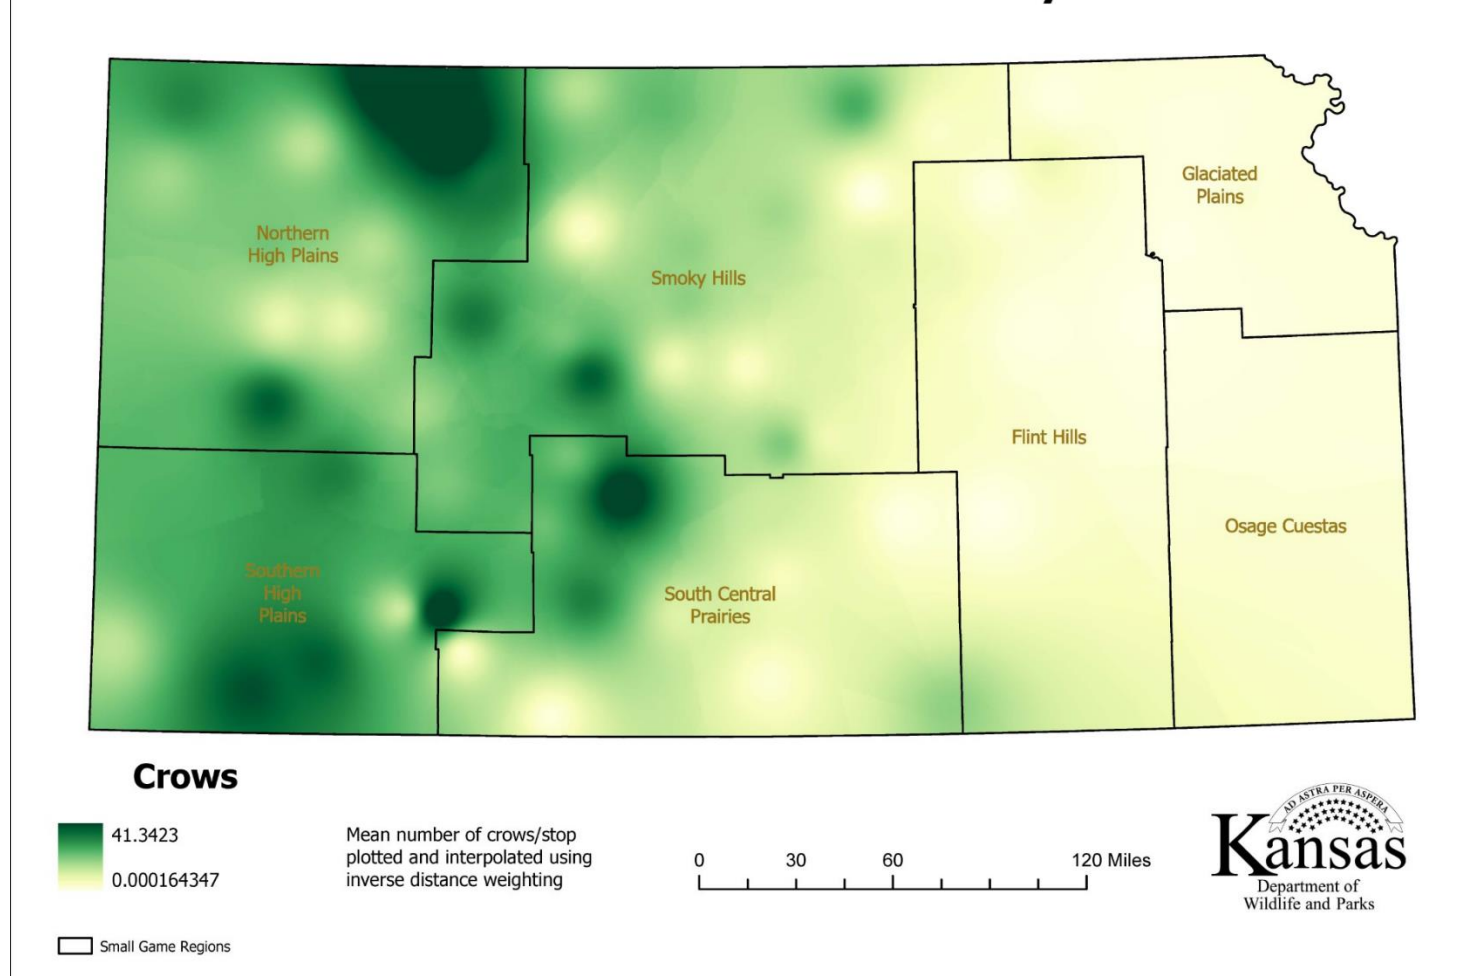 Glaciated
Plains
Northern
High Plains
Smoky Hills
Flint Hills
Osage Cuestas
Southern
High
Plains
South Central
Prairies
Crows
41.3423
0.000164347
Mean number of crows/stop
plotted and interpolated using
inverse distance weighting
0 30 60 120 Miles
AD ASTRA PER ASPERA
Kansas
Department of
Wildlife and Parks
Small Game Regions